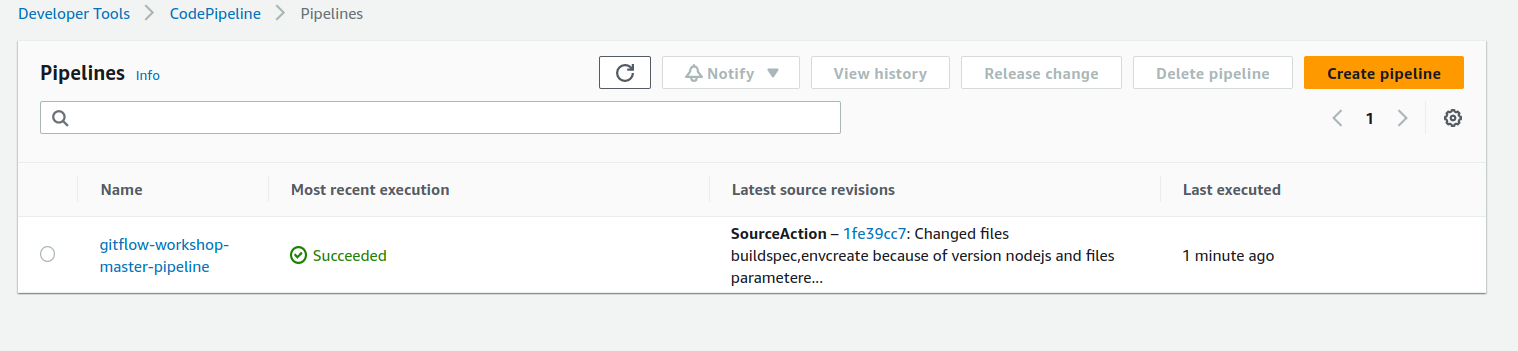 Developer Tools > CodePipeline > Pipelines
Pipelines Info Notify View history Release change Delete pipeline Create pipeline
1
Name Most recent execution Latest source revisions Last executed
gitflow-workshop-
master-pipeline
Succeeded
SourceAction – 1fe39cc7: Changed files
buildspec,envcreate because of version nodejs and files
parametere...
1 minute ago